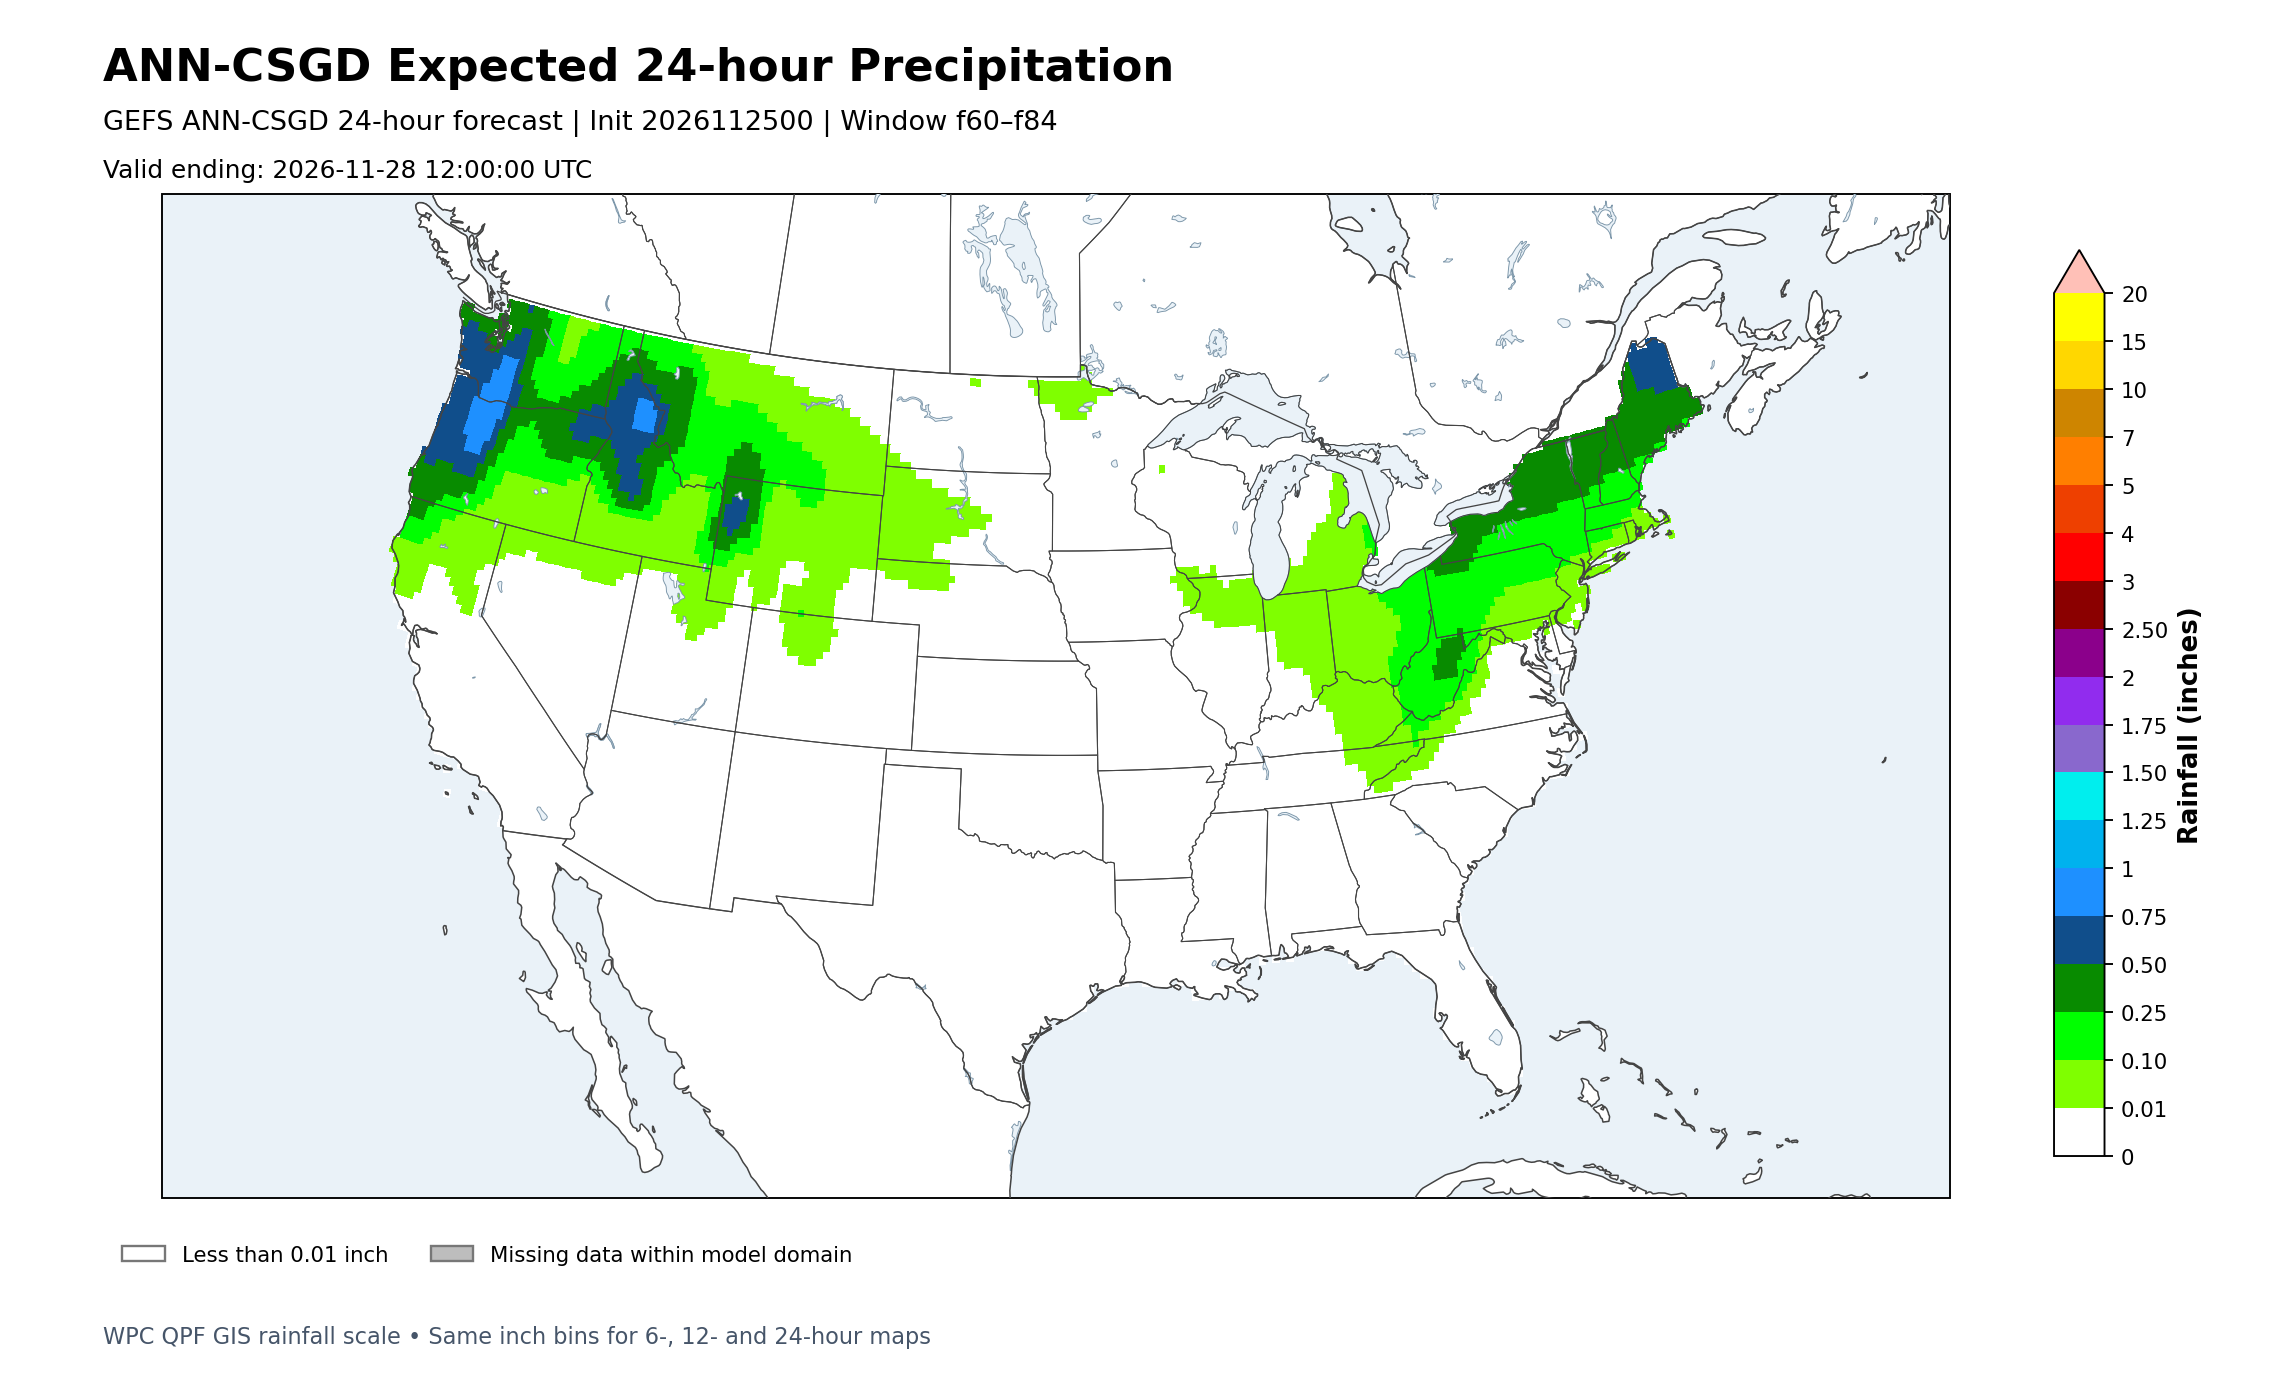 ANN-CSGD Expected 24-hour Precipitation
GEFS ANN-CSGD 24-hour forecast | Init 2026112500 | Window f60–f84
Valid ending: 2026-11-28 12:00:00 UTC
20
15
10
7
5
4
3
2.50
2
1.75
1.50
1.25
1
0.75
0.50
0.25
0.10
0.01
0
Rainfall (inches)
Less than 0.01 inch
Missing data within model domain
WPC QPF GIS rainfall scale • Same inch bins for 6-, 12- and 24-hour maps